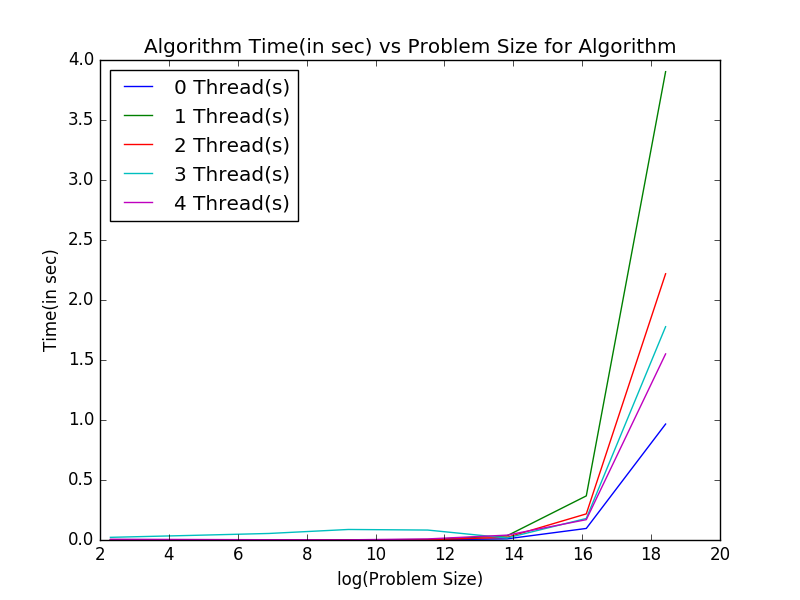 Algorithm Time(in sec) vs Problem Size for Algorithm
4.0
3.5
3.0
2.5
2.0
1.5
1.0
0.5
0.0
Time(in sec)
0 Thread(s)
1 Thread(s)
2 Thread(s)
3 Thread(s)
4 Thread(s)
2 4 6 8 10 12 14 16 18 20
log(Problem Size)